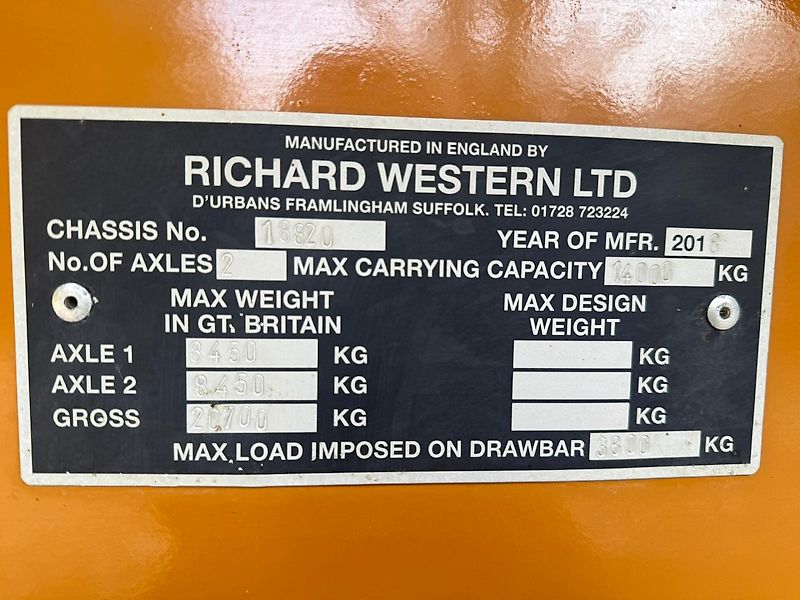 MANUFACTURED IN ENGLAND BY
RICHARD WESTERN LTD
D'URBANS FRAMLINGHAM SUFFOLK. TEL: 01728 723224
CHASSIS No. 18820 YEAR OF MFR. 2018
No.OF AXLES 2 MAX CARRYING CAPACITY 14000 KG
MAX WEIGHT IN GT. BRITAIN MAX DESIGN WEIGHT
AXLE 1 8450 KG KG
AXLE 2 8450 KG KG
GROSS 20700 KG KG
MAX. LOAD IMPOSED ON DRAWBAR 3800 KG